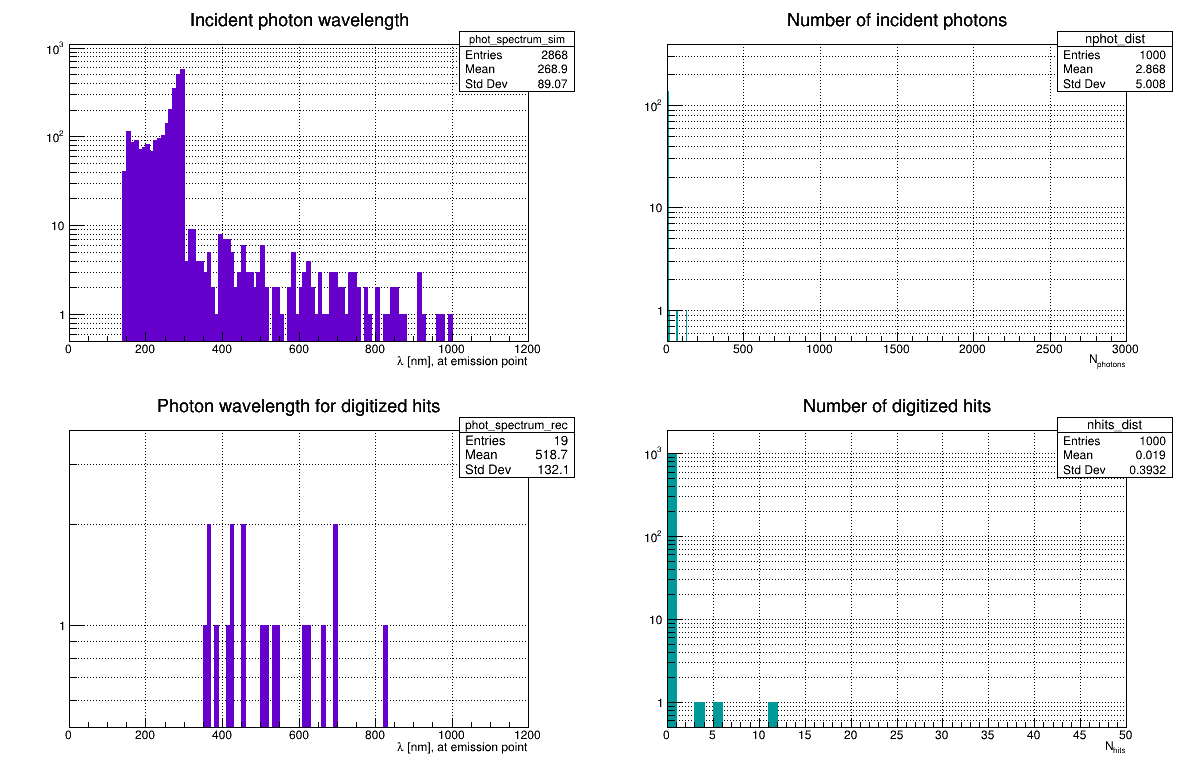 Incident photon wavelength
phot_spectrum_sim
Entries 2868
Mean 268.9
Std Dev 89.07
10³
10²
10
1
0 200 400 600 800 1000 1200
λ [nm], at emission point
Number of incident photons
nphot_dist
Entries 1000
Mean 2.868
Std Dev 5.008
10²
10
1
0 500 1000 1500 2000 2500 3000
Nphotons
Photon wavelength for digitized hits
phot_spectrum_rec
Entries 19
Mean 518.7
Std Dev 132.1
1
0 200 400 600 800 1000 1200
λ [nm], at emission point
Number of digitized hits
nhits_dist
Entries 1000
Mean 0.019
Std Dev 0.3932
10³
10²
10
1
0 5 10 15 20 25 30 35 40 45 50
Nhits